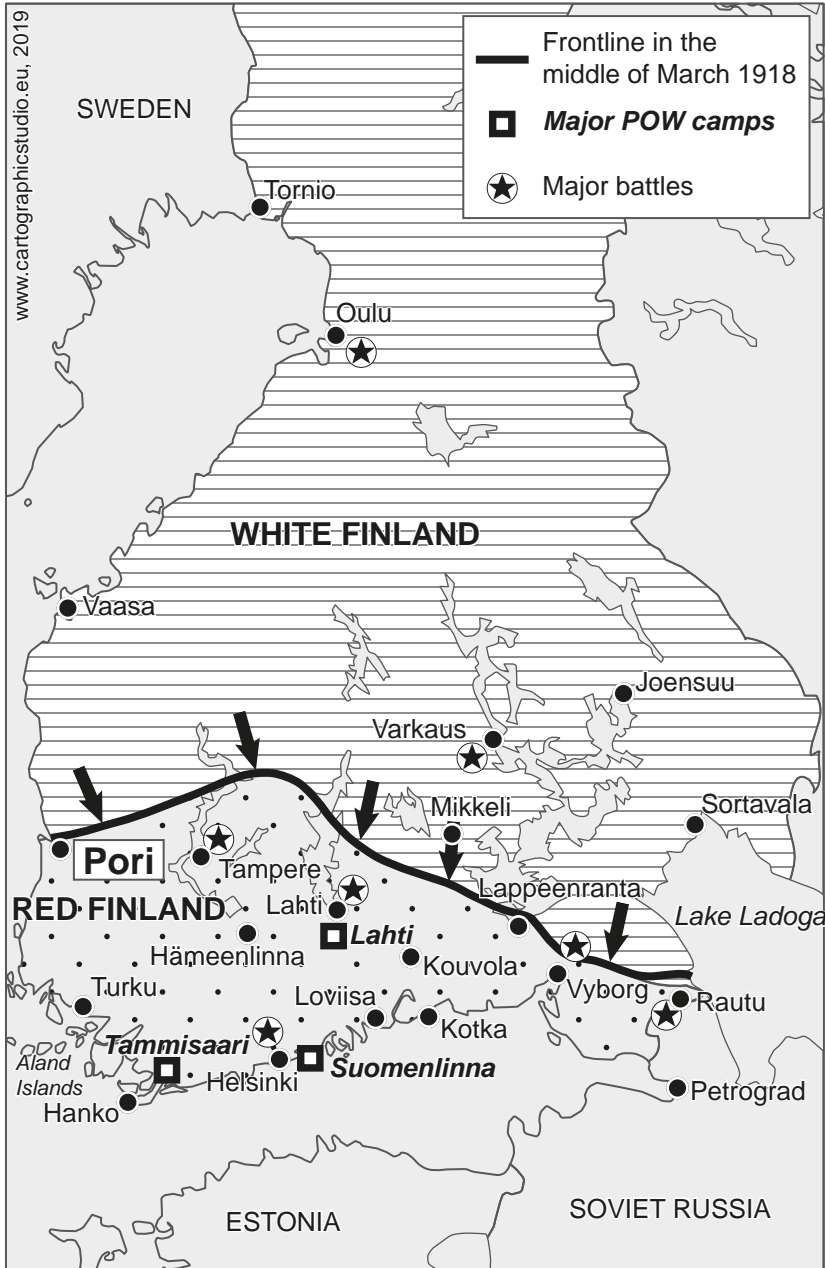 www.cartographicstudio.eu, 2019
Frontline in the
middle of March 1918
Major POW camps
Major battles
SWEDEN
Tornio
Oulu
WHITE FINLAND
Vaasa
Joensuu
Varkaus
Mikkeli
Sortavala
Pori
Tampere
Lappeenranta
Lahti
RED FINLAND
Lake Ladoga
Lahti
Hämeenlinna
Kouvola
Vyborg
Turku
Loviisa
Rautu
Kotka
Tammisaari
Åland
Islands
Helsinki
Suomenlinna
Hanko
Petrograd
ESTONIA
SOVIET RUSSIA